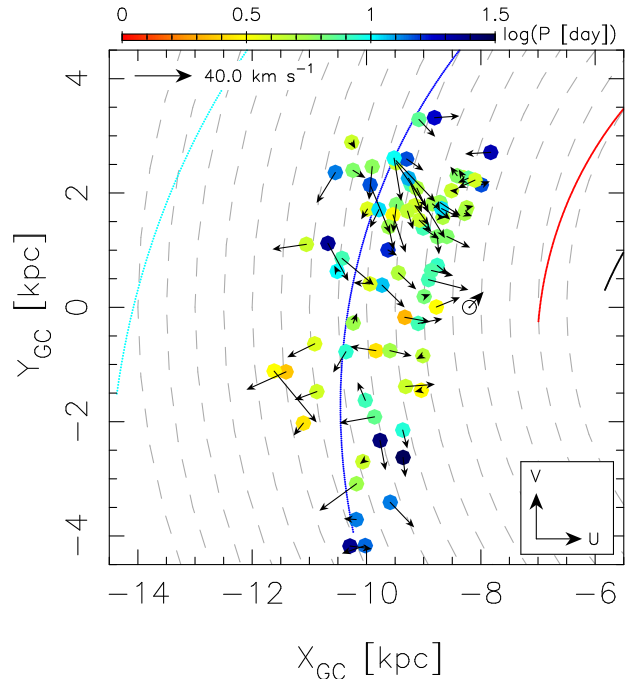 0 0.5 1 1.5
log(P [day])
40.0 km s⁻¹
4
2
0
−2
−4
Y_GC [kpc]
V
U
−14 −12 −10 −8 −6
X_GC [kpc]